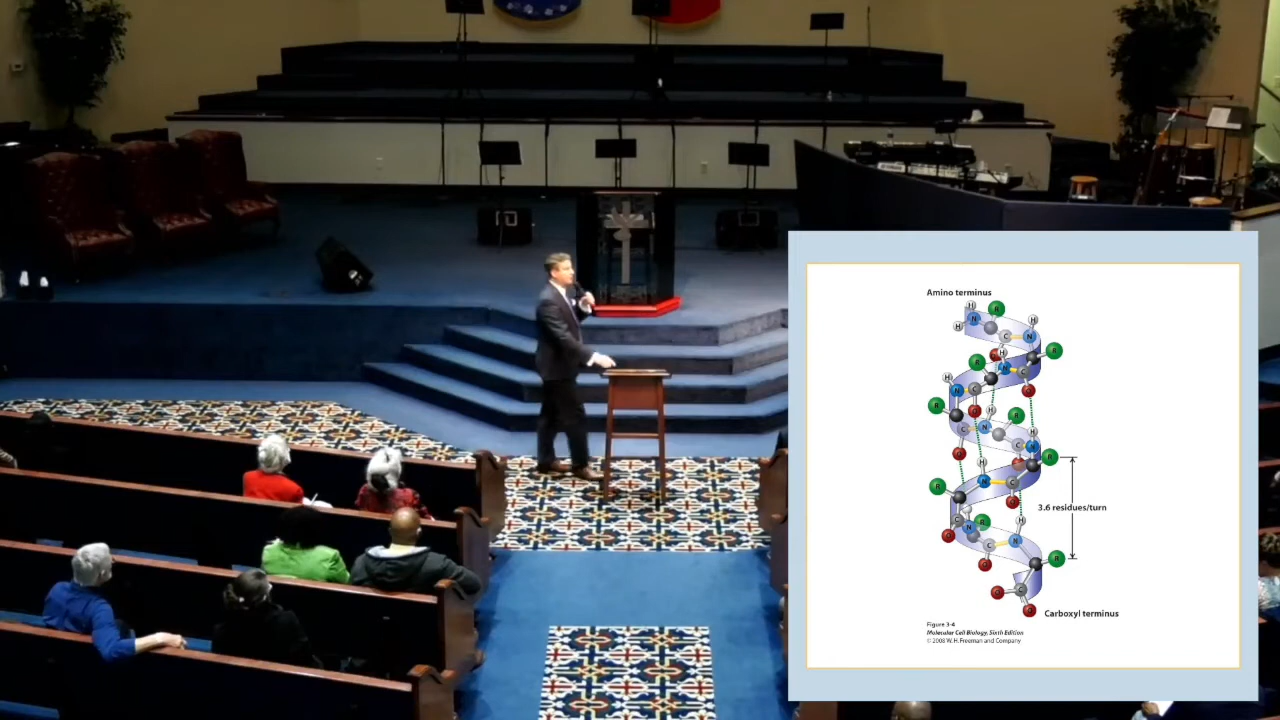 Amino terminus
H
R
H
N
H
C
N
O
H
R
R
N
C
H
N
C
O
R
O
H
R
C
N
H
C
N
O
O
R
H
R
N
C
O
3.6 residues/turn
C
H
N
R
H
O
C
N
O
R
C
O
O
Carboxyl terminus
Figure 3-4
Molecular Cell Biology, Sixth Edition
© 2008 W. H. Freeman and Company